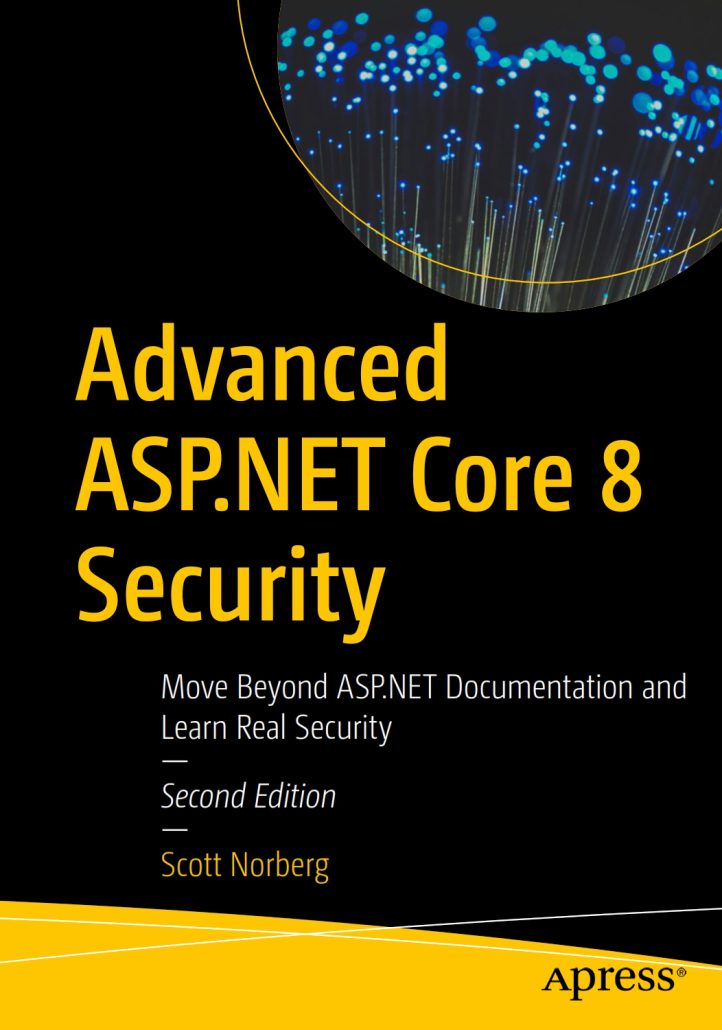 Advanced
ASP.NET Core 8
Security
Move Beyond ASP.NET Documentation and
Learn Real Security
—
Second Edition
—
Scott Norberg
Apress®